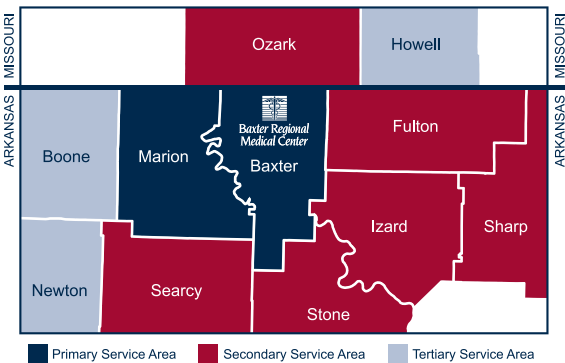 MISSOURI
Ozark
Howell
MISSOURI
ARKANSAS
Baxter Regional
Medical Center
Fulton
ARKANSAS
Boone
Marion
Baxter
Izard
Sharp
Newton
Searcy
Stone
Primary Service Area
Secondary Service Area
Tertiary Service Area